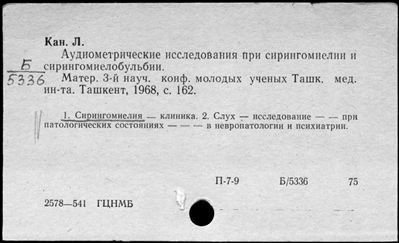 Кан. Л.
Аудиометрические исследования при сирингомиелии и
сирингомиелобульбии.
Б
5336
Матер. 3-й науч. конф. молодых ученых Ташк. мед.
ин-та. Ташкент, 1968, с. 162.
1. Сирингомиелия — клиника. 2. Слух — исследование — — при
патологических состояниях — — — в невропатологии и психиатрии.
П-7-9 Б/5336 75
2578—541 ГЦНМБ